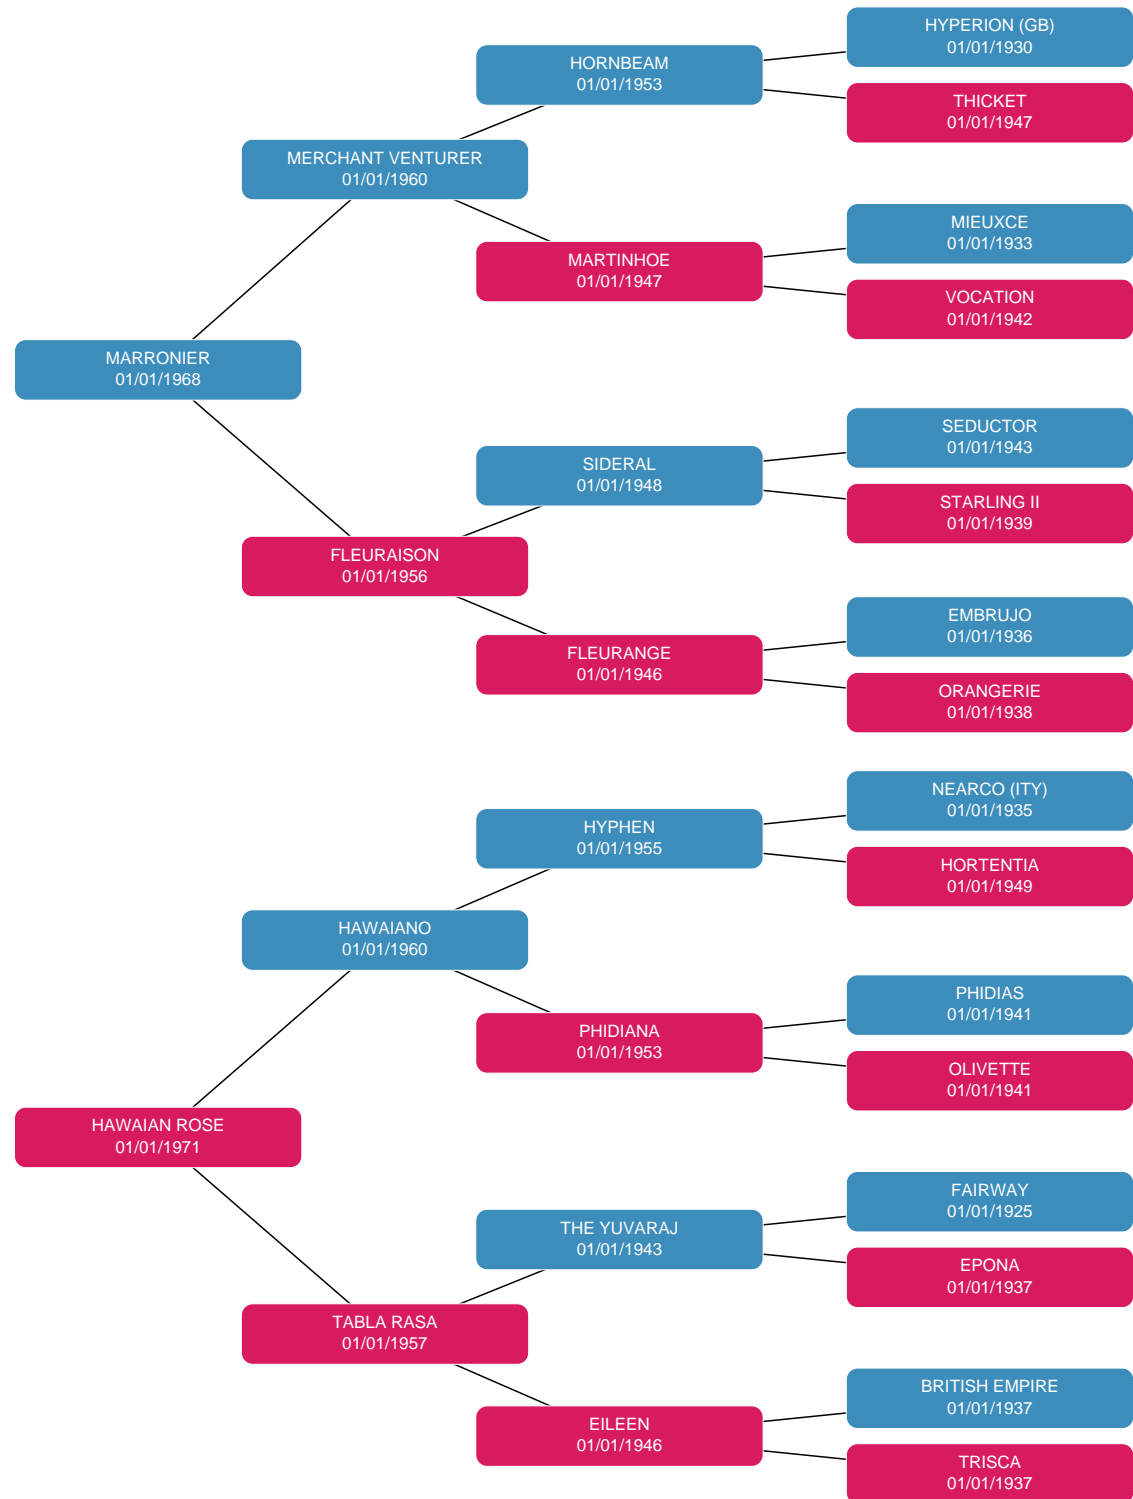 HYPERION (GB)
01/01/1930
HORNBEAM
01/01/1953
THICKET
01/01/1947
MERCHANT VENTURER
01/01/1960
MIEUXCE
01/01/1933
MARTINHOE
01/01/1947
VOCATION
01/01/1942
MARRONIER
01/01/1968
SEDUCTOR
01/01/1943
SIDERAL
01/01/1948
STARLING II
01/01/1939
FLEURAISON
01/01/1956
EMBRUJO
01/01/1936
FLEURANGE
01/01/1946
ORANGERIE
01/01/1938
NEARCO (ITY)
01/01/1935
HYPHEN
01/01/1955
HORTENTIA
01/01/1949
HAWAIANO
01/01/1960
PHIDIAS
01/01/1941
PHIDIANA
01/01/1953
OLIVETTE
01/01/1941
HAWAIAN ROSE
01/01/1971
FAIRWAY
01/01/1925
THE YUVARAJ
01/01/1943
EPONA
01/01/1937
TABLA RASA
01/01/1957
BRITISH EMPIRE
01/01/1937
EILEEN
01/01/1946
TRISCA
01/01/1937